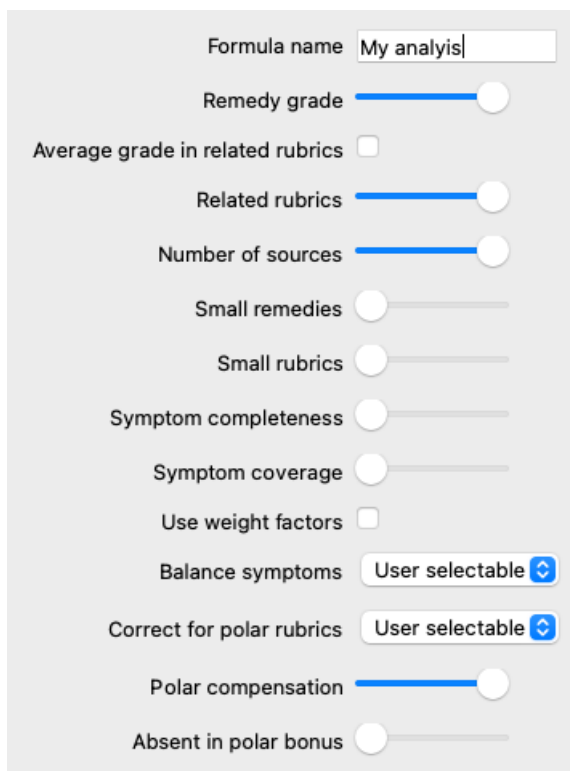 Formula name My analyis
Remedy grade
Average grade in related rubrics
Related rubrics
Number of sources
Small remedies
Small rubrics
Symptom completeness
Symptom coverage
Use weight factors
Balance symptoms User selectable
Correct for polar rubrics User selectable
Polar compensation
Absent in polar bonus